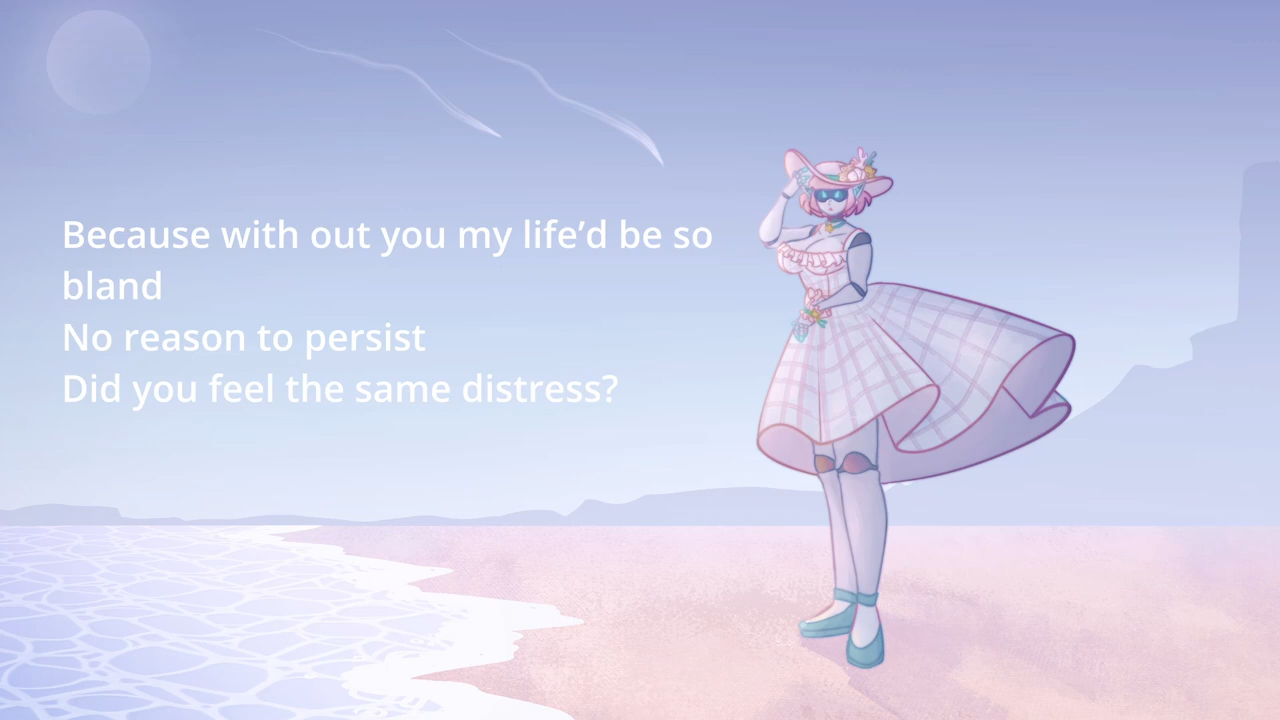 Because with out you my life’d be so
bland
No reason to persist
Did you feel the same distress?